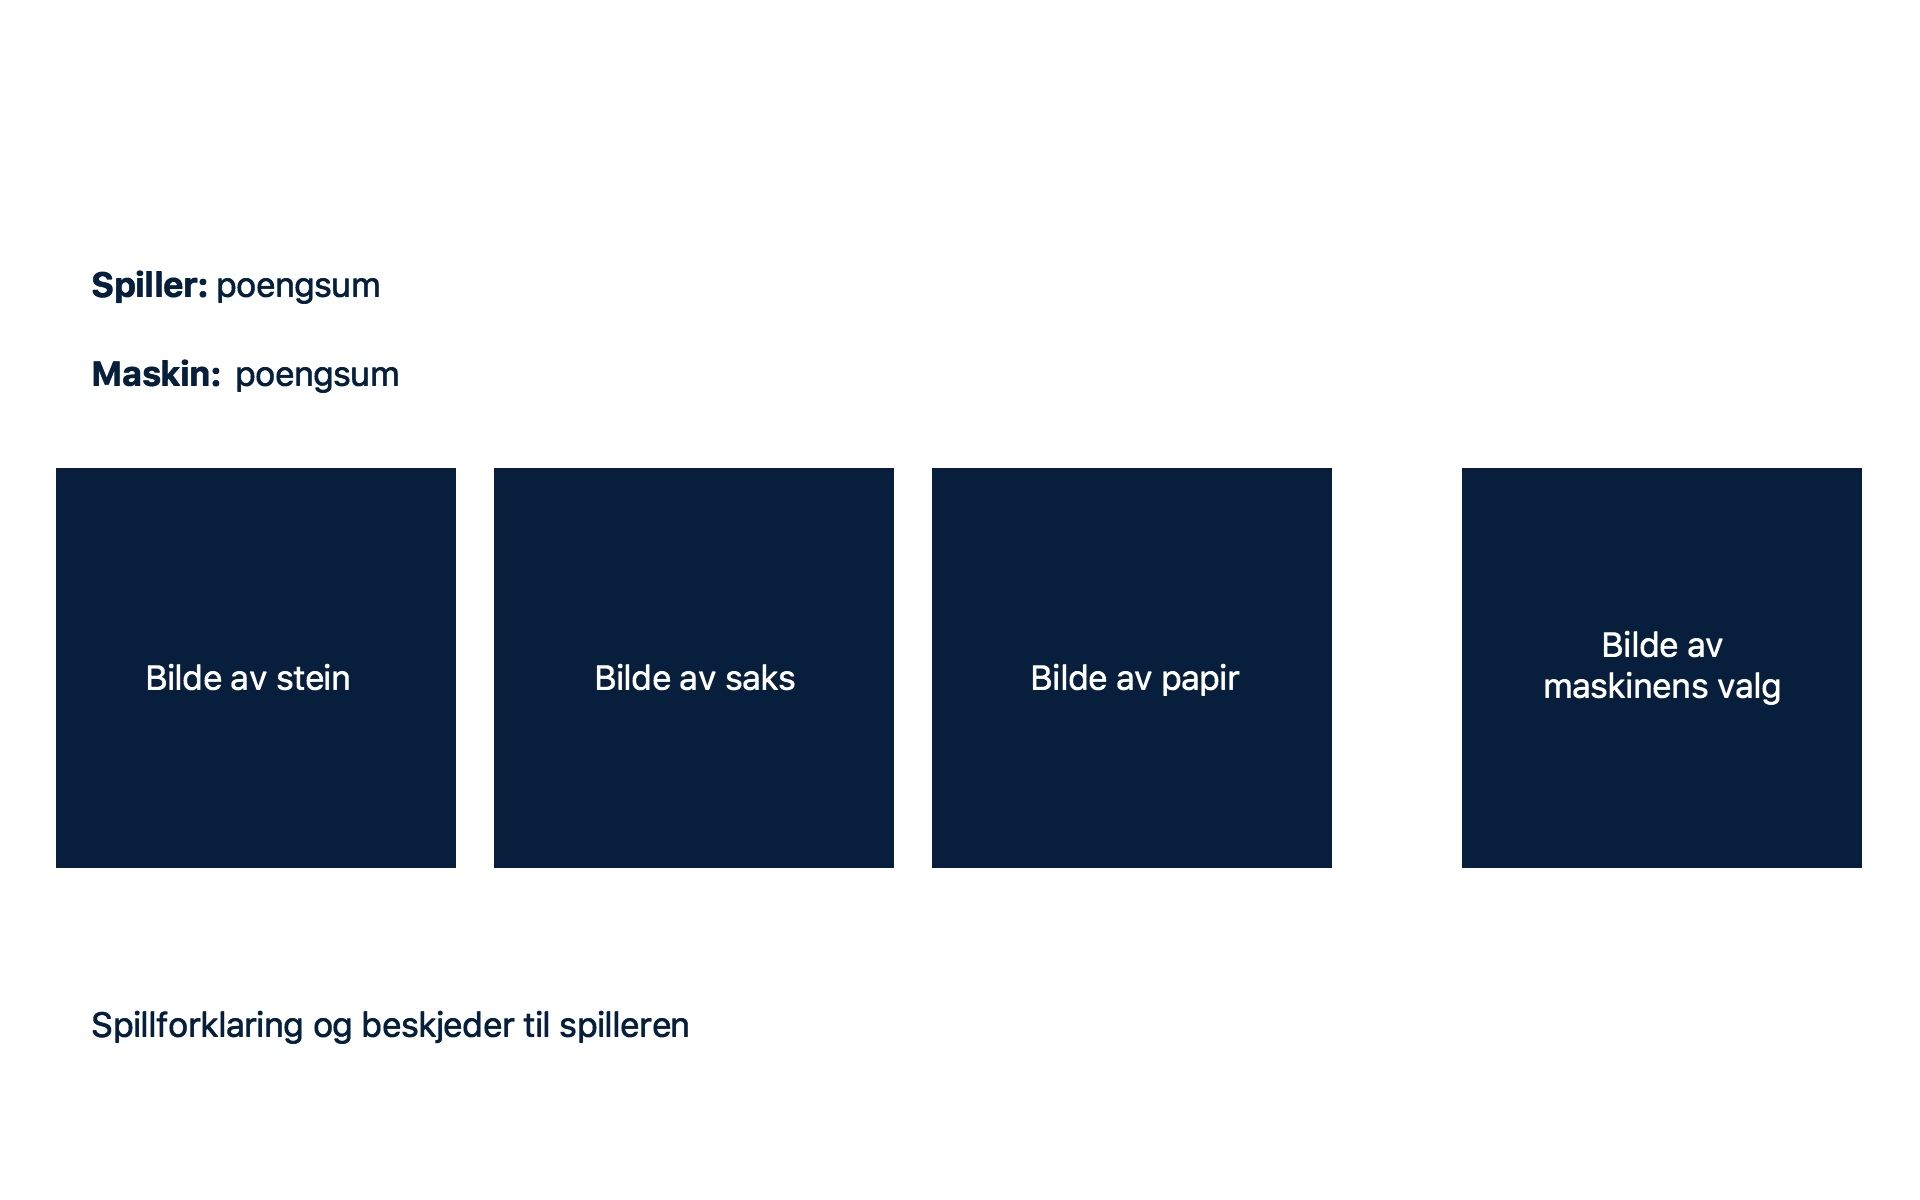 Spiller: poengsum
Maskin: poengsum
Bilde av stein
Bilde av saks
Bilde av papir
Bilde av
maskinens valg
Spillforklaring og beskjeder til spilleren